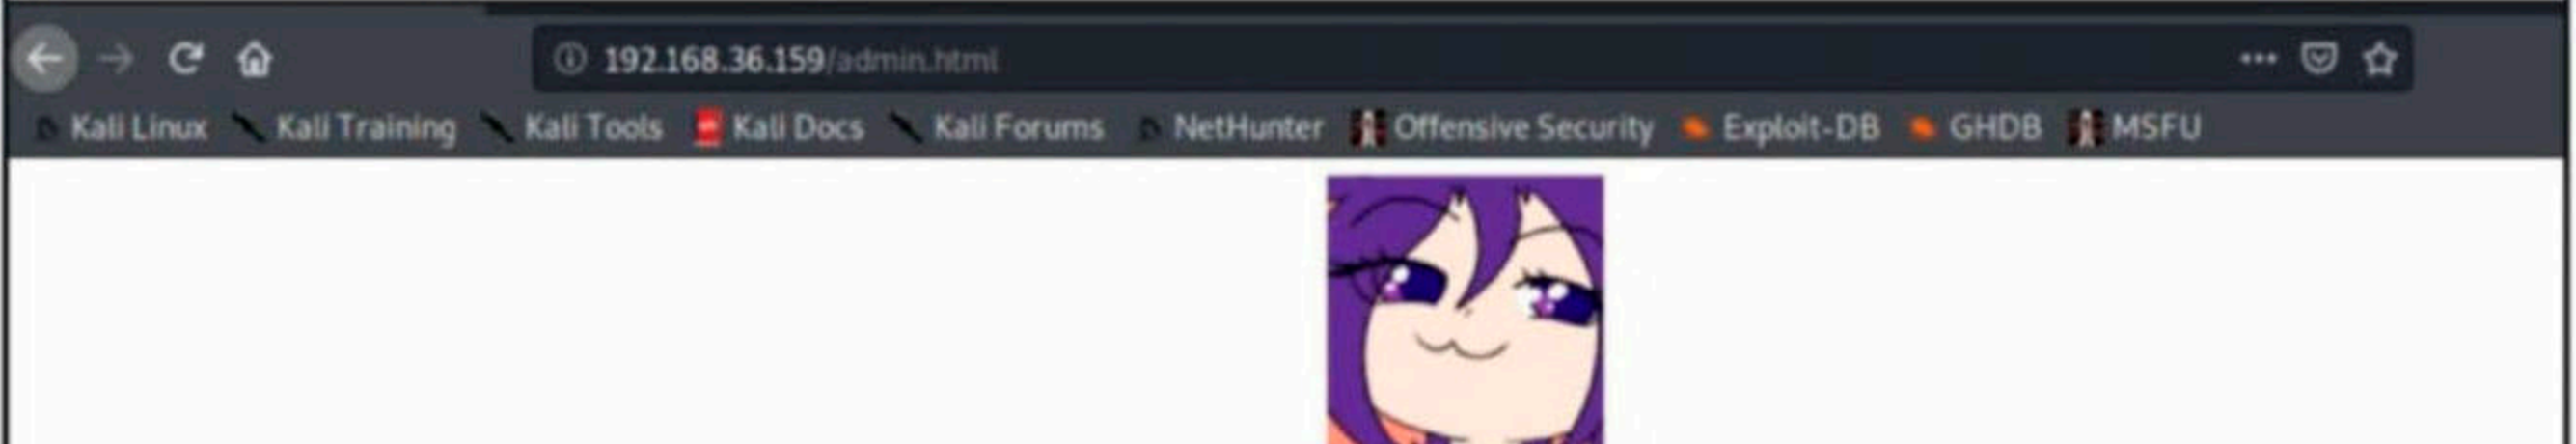 192.168.36.159/admin.html
Kali Linux Kali Training Kali Tools Kali Docs Kali Forums NetHunter Offensive Security Exploit-DB GHDB MSFU